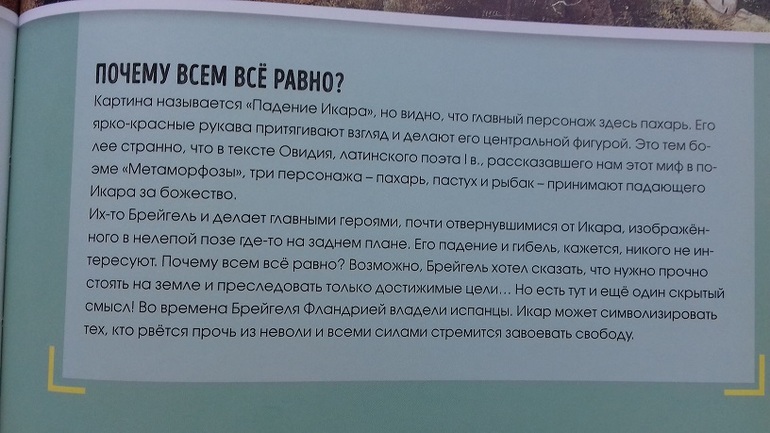 ПОЧЕМУ ВСЕМ ВСЁ РАВНО?
Картина называется «Падение Икара», но видно, что главный персонаж здесь пахарь. Его
ярко-красные рукава притягивают взгляд и делают его центральной фигурой. Это тем бо-
лее странно, что в тексте Овидия, латинского поэта I в., рассказавшего нам этот миф в по-
эме «Метаморфозы», три персонажа – пахарь, пастух и рыбак – принимают падающего
Икара за божество.
Их-то Брейгель и делает главными героями, почти отвернувшимися от Икара, изображён-
ного в нелепой позе где-то на заднем плане. Его падение и гибель, кажется, никого не ин-
тересуют. Почему всем всё равно? Возможно, Брейгель хотел сказать, что нужно прочно
стоять на земле и преследовать только достижимые цели... Но есть тут и ещё один скрытый
смысл! Во времена Брейгеля Фландрией владели испанцы. Икар может символизировать
тех, кто рвётся прочь из неволи и всеми силами стремится завоевать свободу.